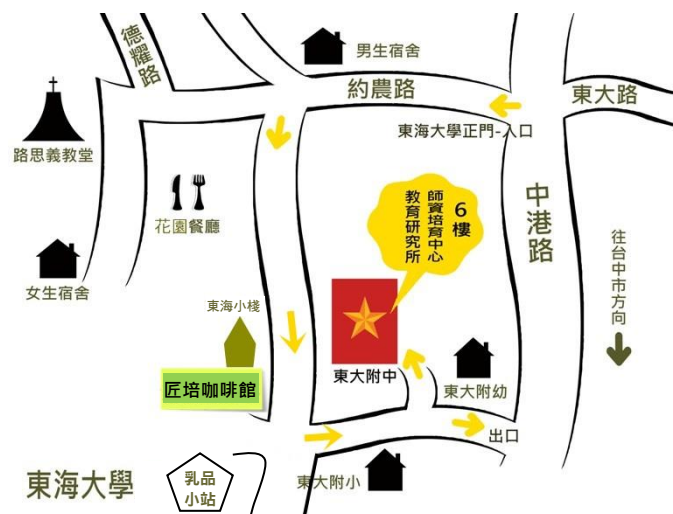 德耀路
男生宿舍
約農路
東大路
路思義教堂
東海大學正門-入口
花園餐廳
6樓
師資培育中心
教育研究所
中港路
往台中市方向
女生宿舍
東海小棧
匠培咖啡館
東大附中
東大附幼
出口
東海大學
乳品
小站
東大附小